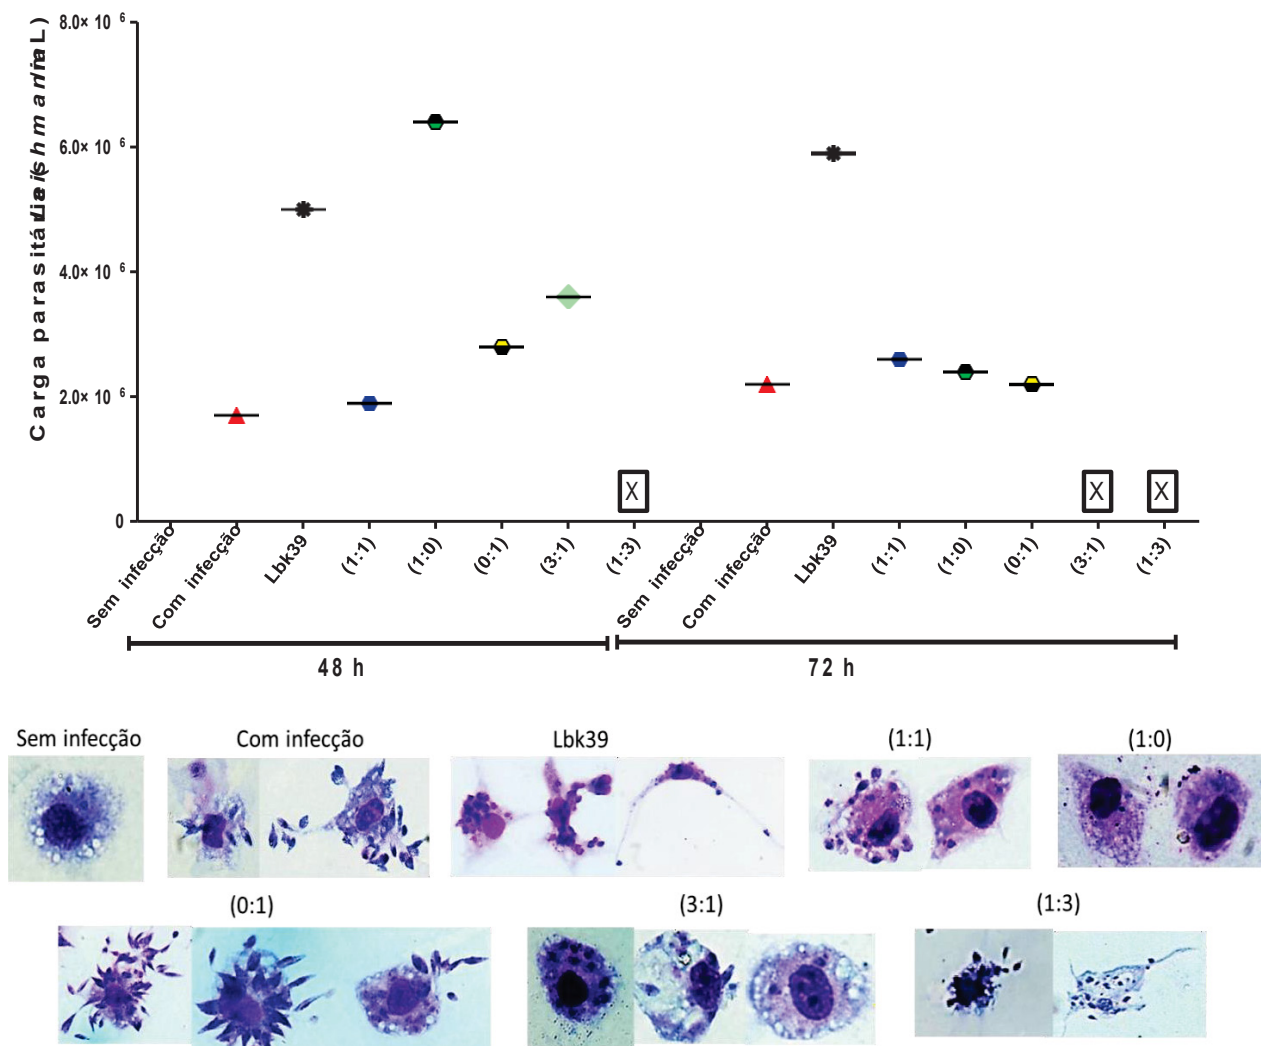 Carga parasitária (Leishmania/mL)
8.0× 10 6
6.0× 10 6
4.0× 10 6
2.0× 10 6
0
X
X
X
Sem infecção
Com infecção
Lbk39
(1:1)
(1:0)
(0:1)
(3:1)
(1:3)
Sem infecção
Com infecção
Lbk39
(1:1)
(1:0)
(0:1)
(3:1)
(1:3)
48 h
72 h
Sem infecção
Com infecção
Lbk39
(1:1)
(1:0)
(0:1)
(3:1)
(1:3)